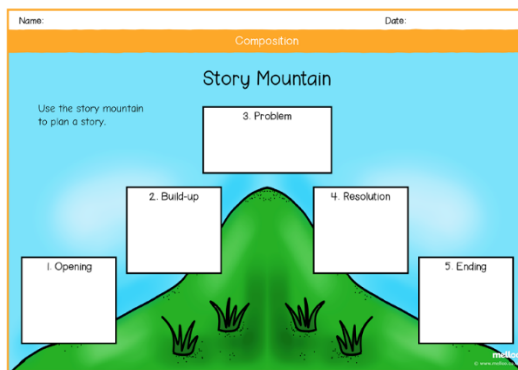 Name:
Date:
Composition
Story Mountain
Use the story mountain
to plan a story.
3. Problem
2. Build-up
4. Resolution
1. Opening
5. Ending